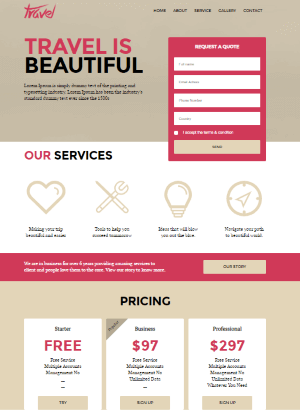 Travel
HOME ABOUT SERVICE GALLERY CONTACT
TRAVEL IS
BEAUTIFUL
Lorem Ipsum is simply dummy text of the printing and
typesetting industry. Lorem Ipsum has been the industry's
standard dummy text ever since the 1500s
REQUEST A QUOTE
Full name
Email Address
Phone Number
Country
I accept the terms & condition
SEND
OUR SERVICES
Making your trip
beautiful and easier.
Tools to help you
succeed tommorow
Ideas that will blow
you out the blue
Navigate your path
to beautiful world.
We are in business for over 6 years providing amazing services to
clients and people love them to the core. View our story to know more.
OUR STORY
PRICING
Starter
FREE
Free Service
Multiple Accounts
Management No
—
—
TRY
Business
$97
Free Service
Multiple Accounts
Management No
Unlimited Data
—
SIGN UP
Professional
$297
Free Service
Multiple Accounts
Management No
Unlimited Data
Whatever You Need
SIGN UP